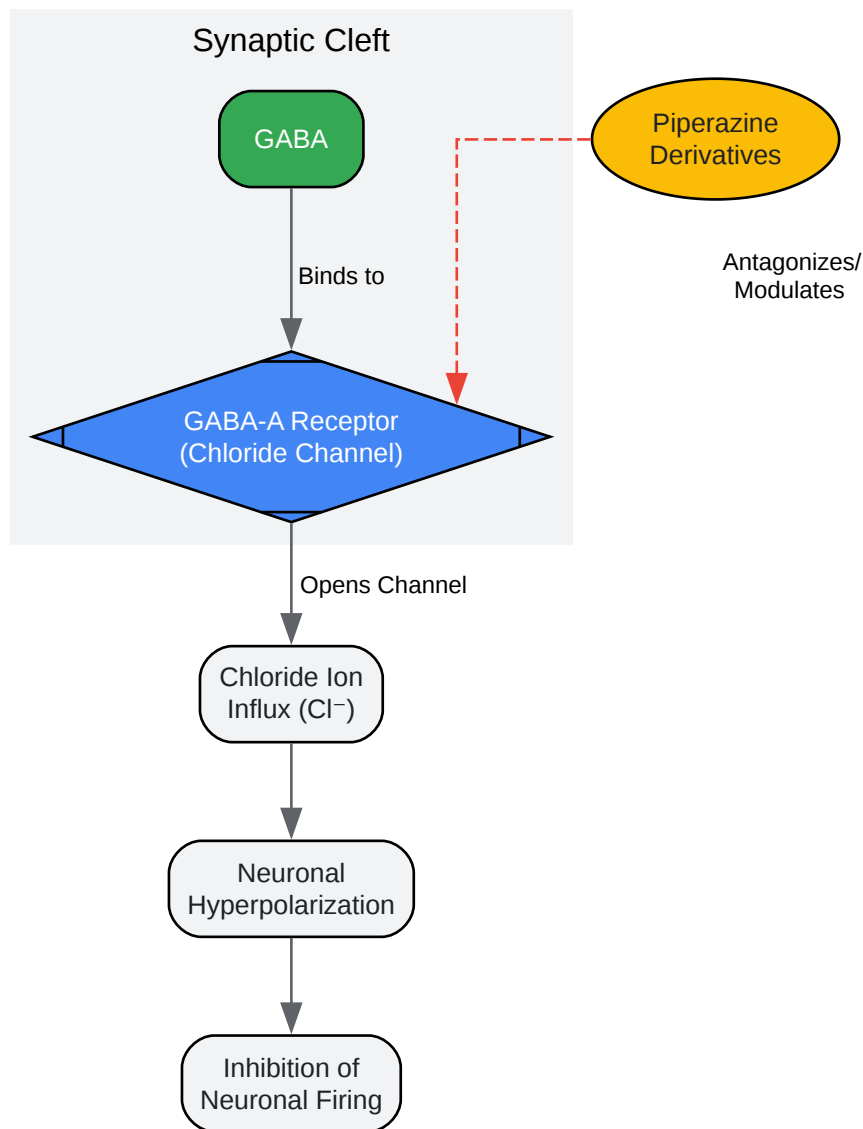 Synaptic Cleft
GABA
Piperazine
Derivatives
Binds to
Antagonizes/
Modulates
GABA-A Receptor
(Chloride Channel)
Opens Channel
Chloride Ion
Influx (Cl⁻)
Neuronal
Hyperpolarization
Inhibition of
Neuronal Firing